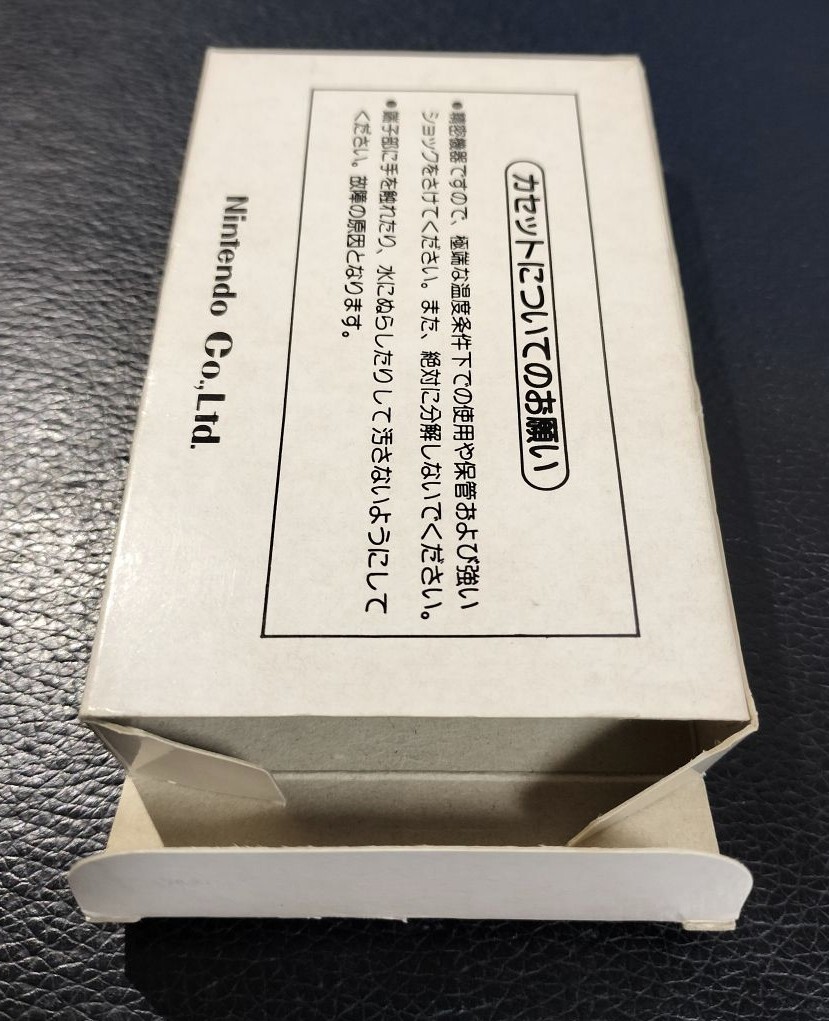 カセットについてのお願い
●精密機器ですので、極端な温度条件下での使用や保管および強い
ショックをさけてください。また、絶対に分解しないでください。
●端子部に手を触れたり、水にぬらしたりして汚さないようにして
ください。故障の原因となります。
Nintendo Co.,Ltd.